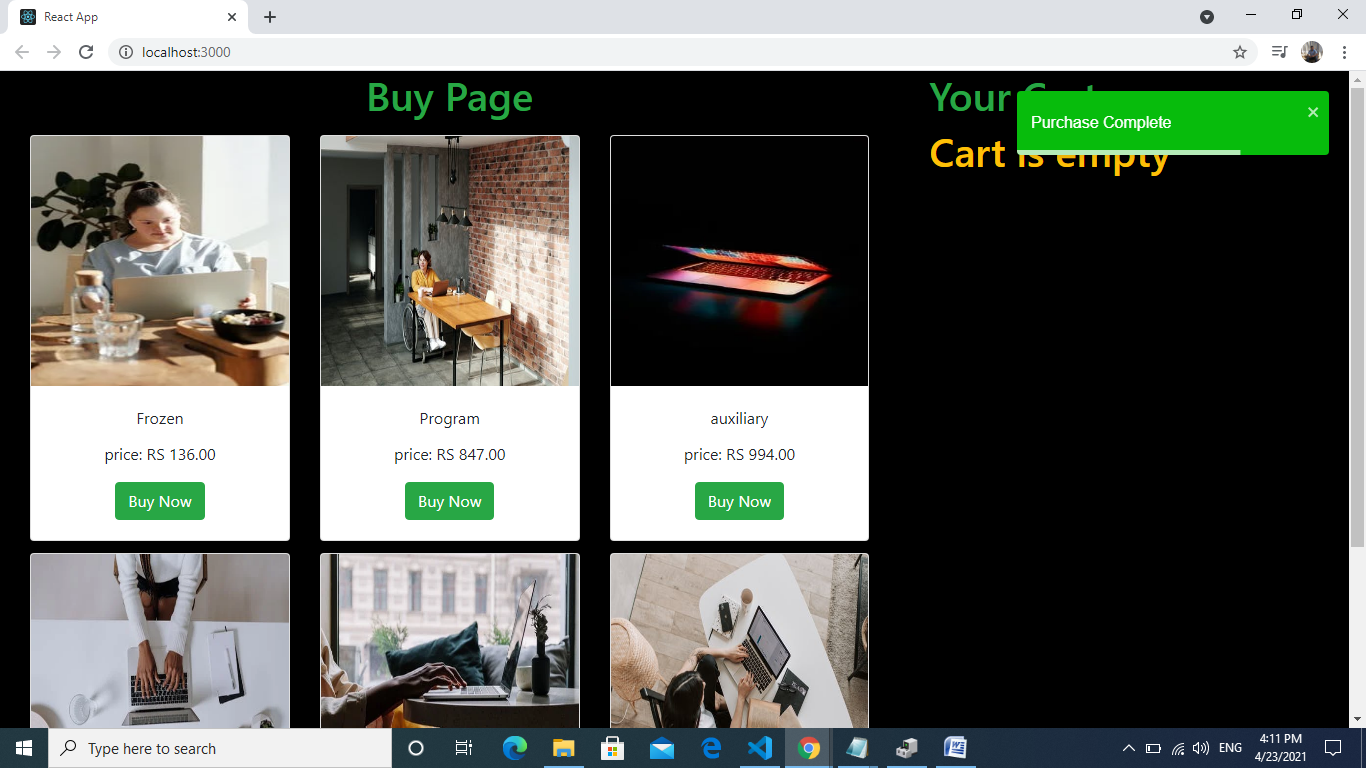 React App
localhost:3000
Buy Page
Your Cart
Purchase Complete
Cart is empty
Frozen
price: RS 136.00
Buy Now
Program
price: RS 847.00
Buy Now
auxiliary
price: RS 994.00
Buy Now
Type here to search
ENG
4:11 PM
4/23/2021